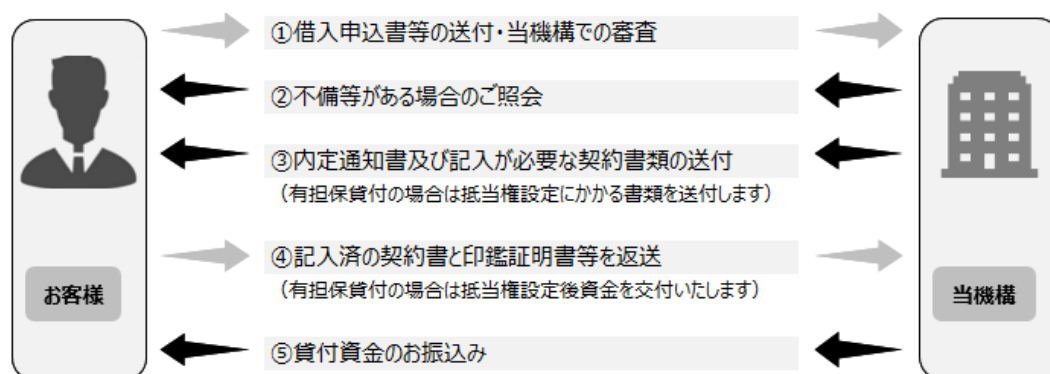 ①借入申込書等の送付・当機構での審査
②不備等がある場合のご照会
③内定通知書及び記入が必要な契約書類の送付
（有担保貸付の場合は抵当権設定にかかる書類を送付します）
④記入済の契約書と印鑑証明書等を返送
（有担保貸付の場合は抵当権設定後資金を交付いたします）
お客様
当機構
⑤貸付資金のお振込み